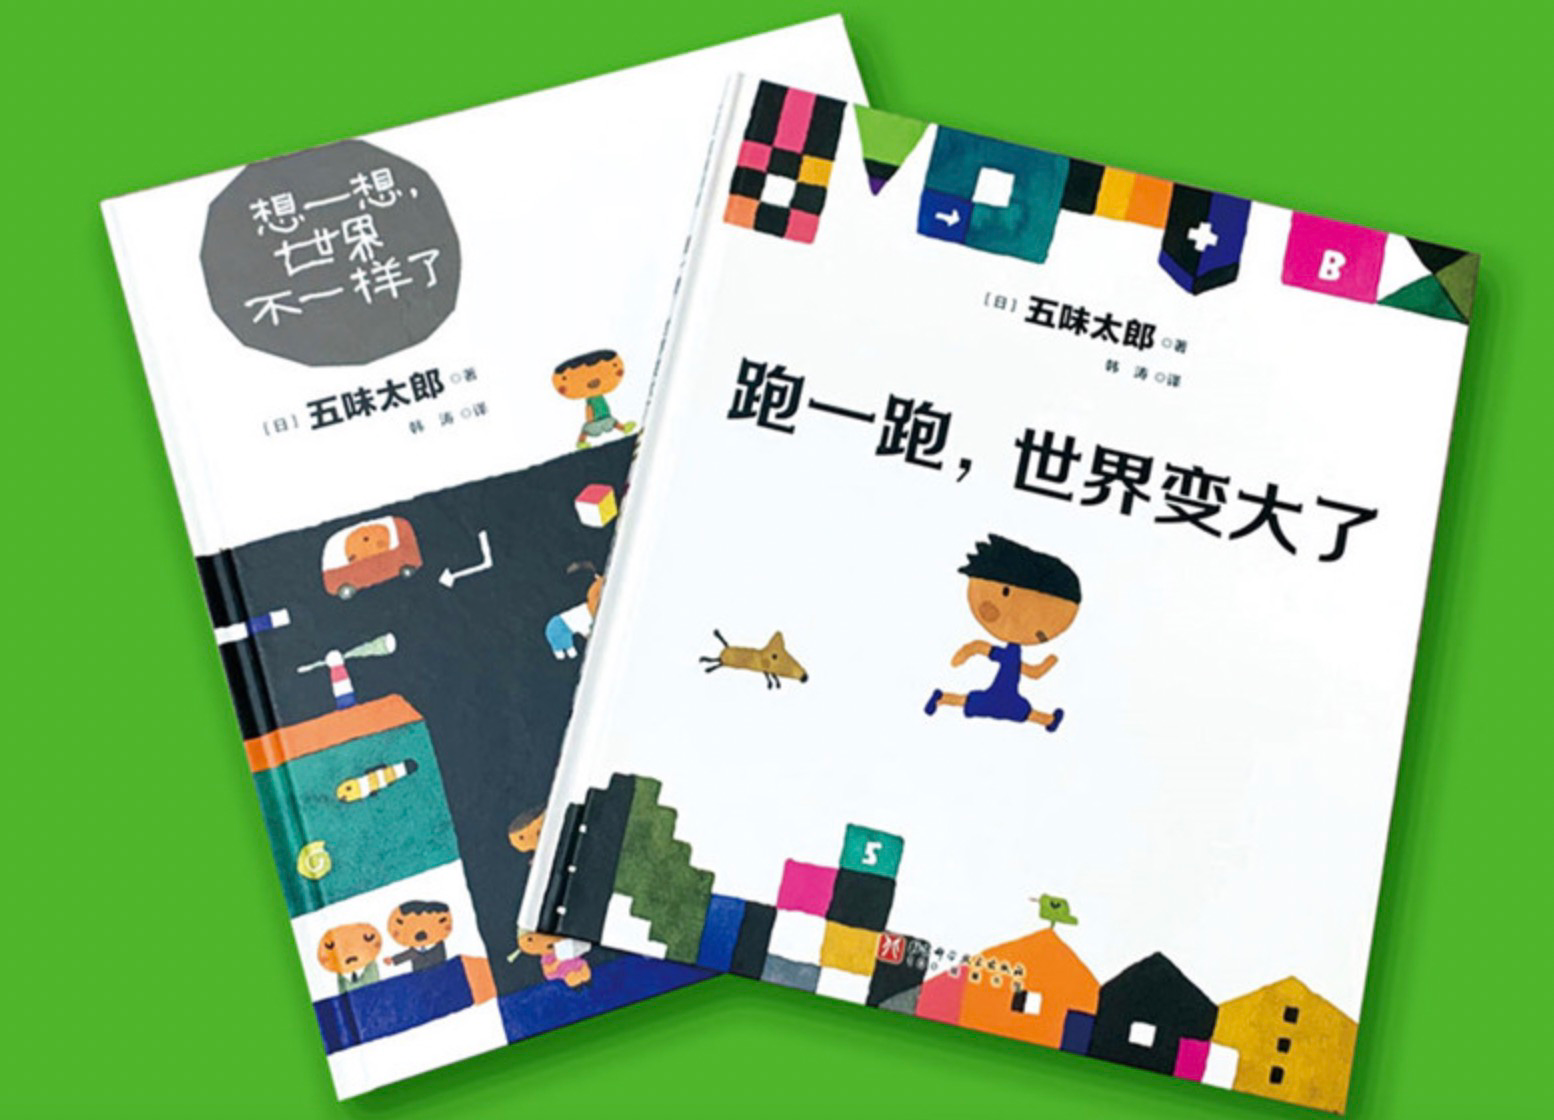 想一想，
世界
不一样了
［日］五味太郎○著
韩 涛○译
B
［日］五味太郎○著
韩 涛○译
跑一跑，世界变大了
5